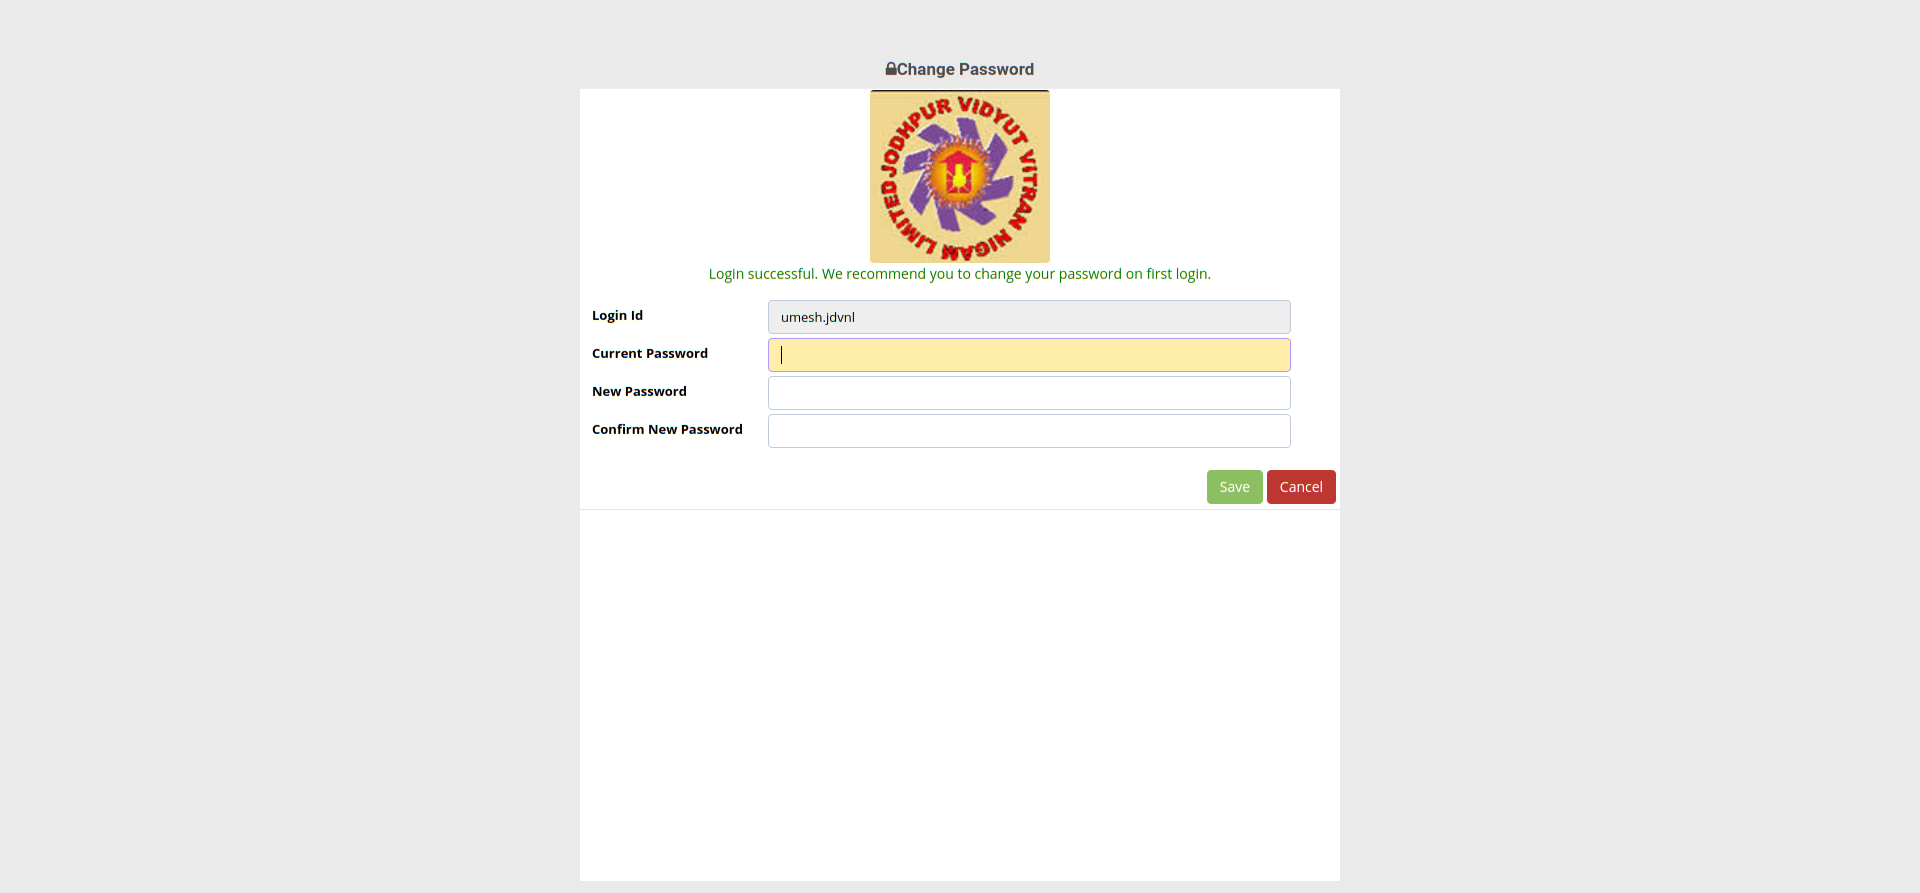 Change Password
JODHPUR VIDYUT VITRAN NIGAM LIMITED
Login successful. We recommend you to change your password on first login.
Login Id
umesh.jdvnl
Current Password
New Password
Confirm New Password
Save Cancel